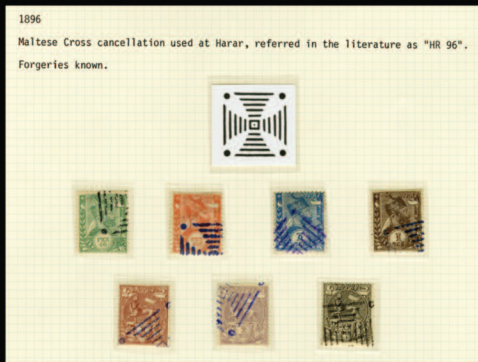 1896
Maltese Cross cancellation used at Harar, referred in the literature as "HR 96".
Forgeries known.